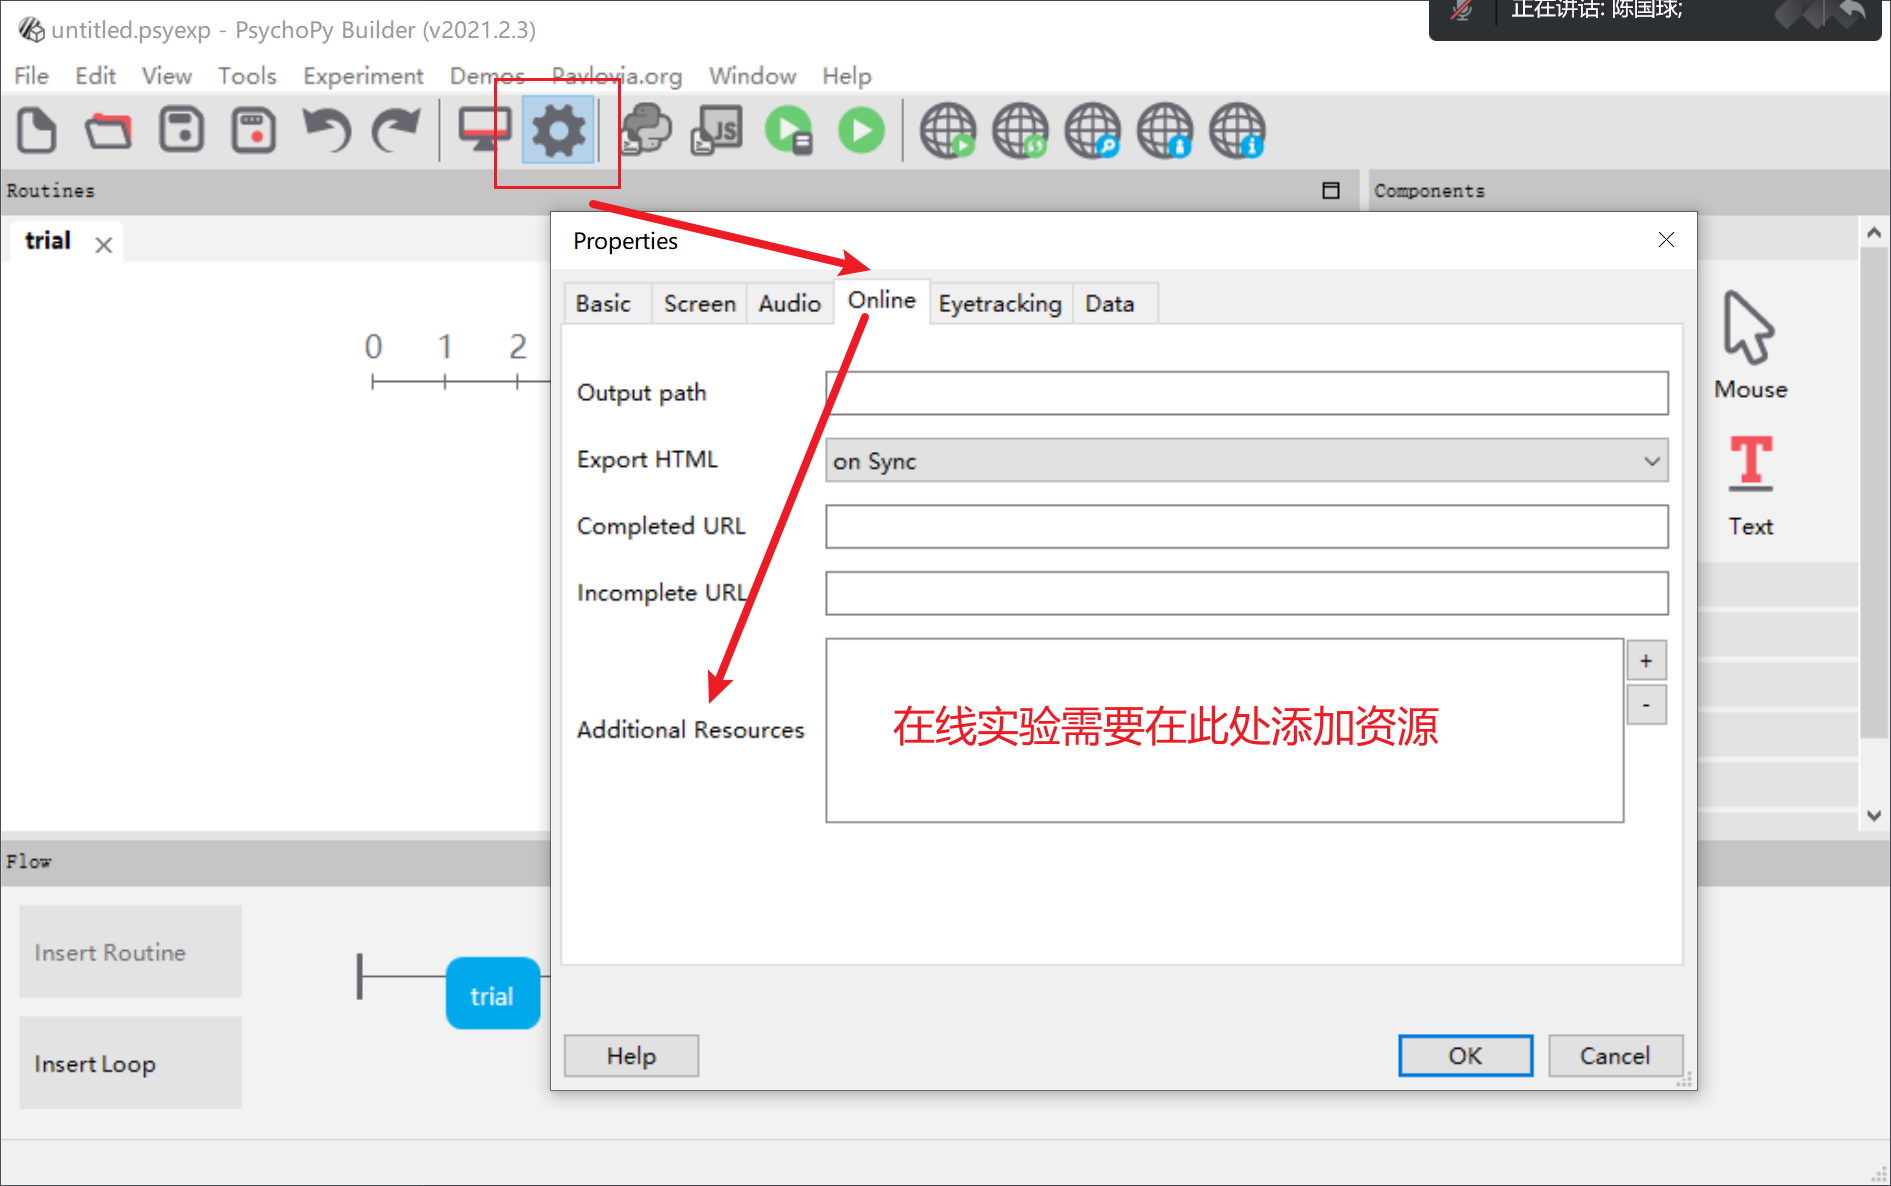 untitled.psyexp - PsychoPy Builder (v2021.2.3)
正在讲话: 陈国球;
File Edit View Tools Experiment Demos Pavlovia.org Window Help
JS
Routines
Components
trial
Properties
Basic Screen Audio Online Eyetracking Data
0 1 2
Output path
Mouse
Export HTML on Sync
Completed URL
Text
Incomplete URL
+
-
Additional Resources 在线实验需要在此处添加资源
Flow
Insert Routine
trial
Insert Loop
Help OK Cancel